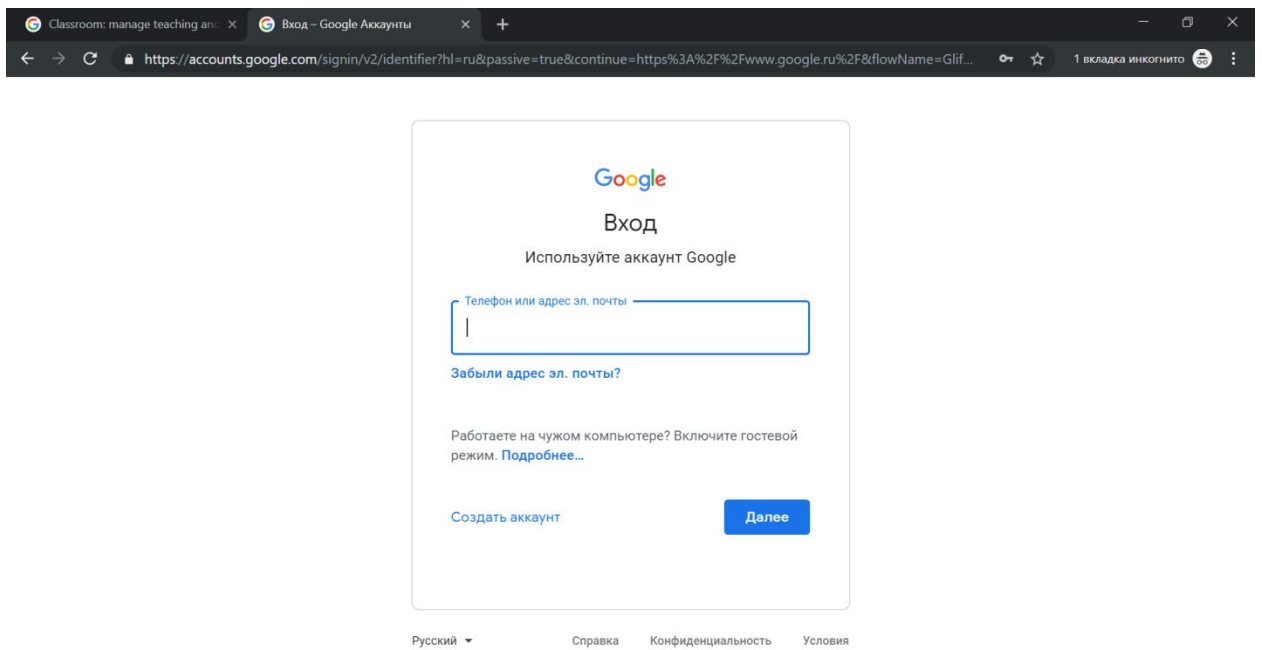 Classroom: manage teaching and
Вход – Google Аккаунты
https://accounts.google.com/signin/v2/identifier?hl=ru&passive=true&continue=https%3A%2F%2Fwww.google.ru%2F&flowName=Glif...
1 вкладка инкогнито
Google
Вход
Используйте аккаунт Google
Телефон или адрес эл. почты
Забыли адрес эл. почты?
Работаете на чужом компьютере? Включите гостевой
режим. Подробнее...
Создать аккаунт
Далее
Русский
Справка Конфиденциальность Условия